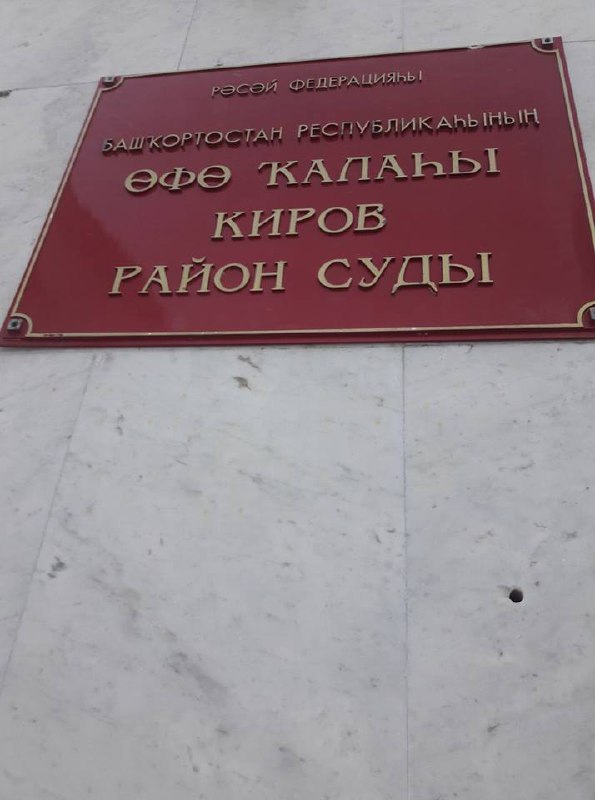 РӘСӘЙ ФЕДЕРАЦИЯҺЫ
БАШҠОРТОСТАН РЕСПУБЛИКАҺЫНЫҢ
ӨФӨ ҠАЛАҺЫ
КИРОВ
РАЙОН СУДЫ